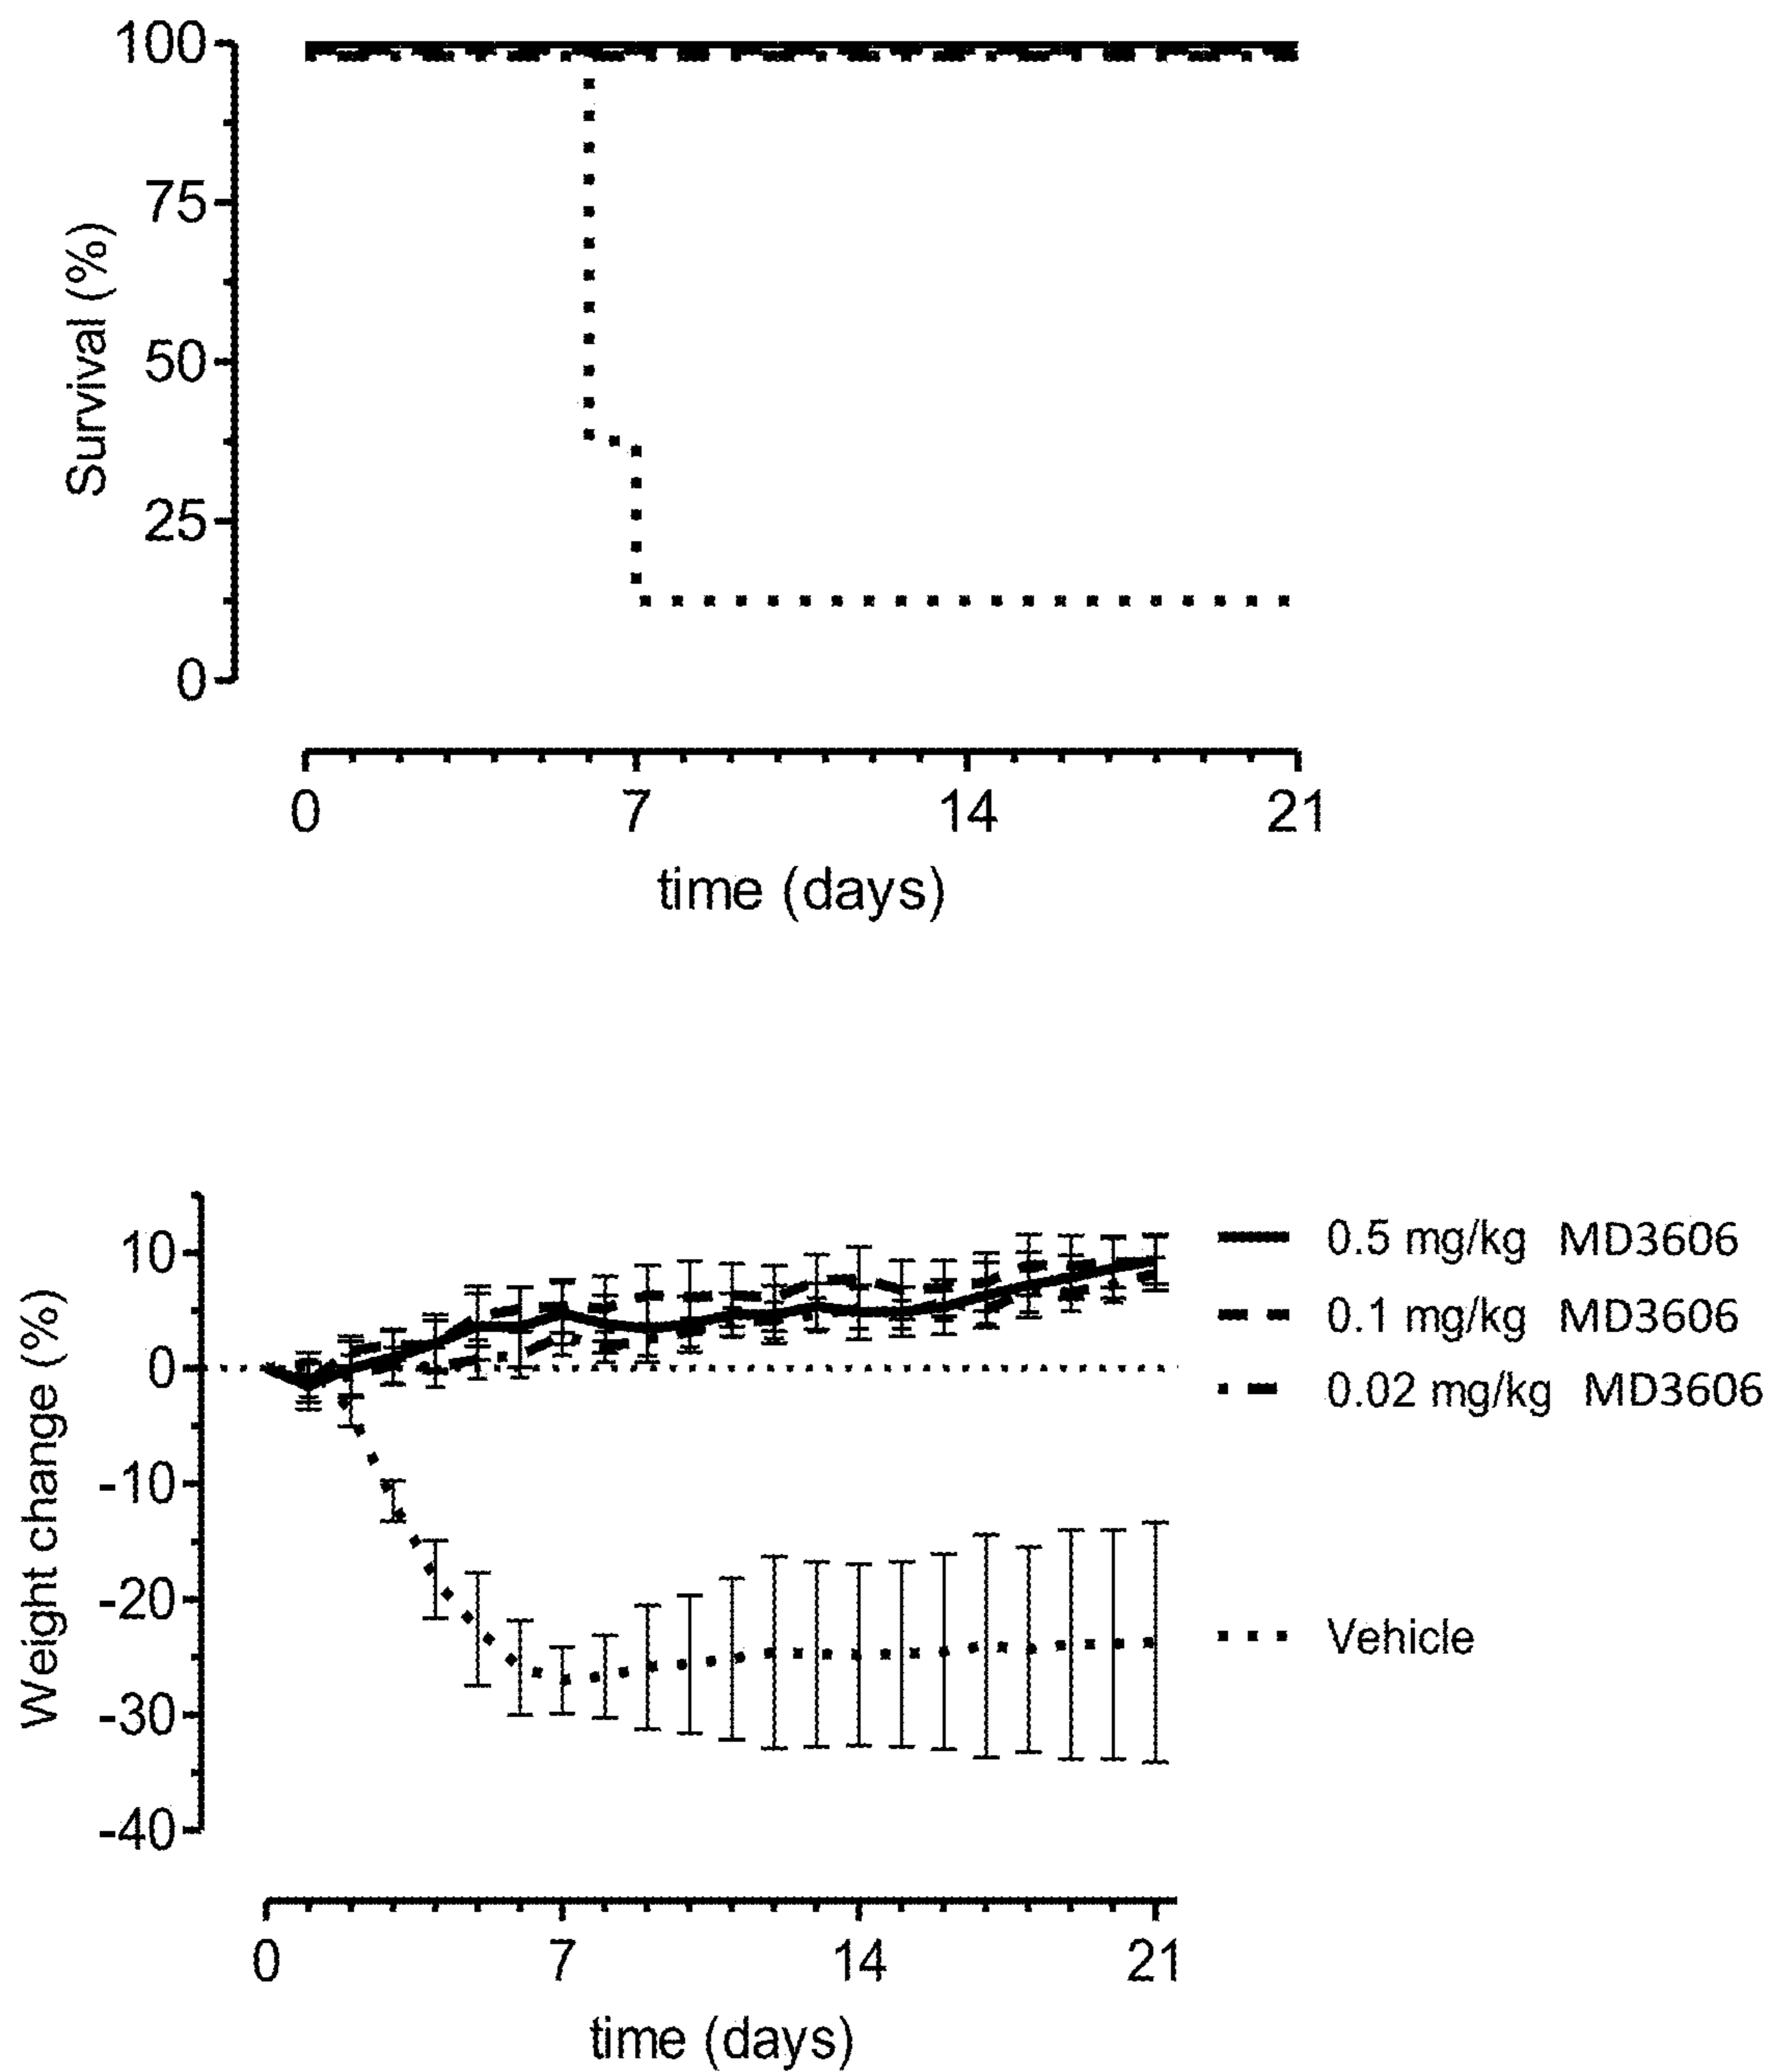 100
75
50
25
0
Survival (%)
0 7 14 21
time (days)
10
0
-10
-20
-30
-40
Weight change (%)
0.5 mg/kg MD3606
0.1 mg/kg MD3606
0.02 mg/kg MD3606
Vehicle
0 7 14 21
time (days)